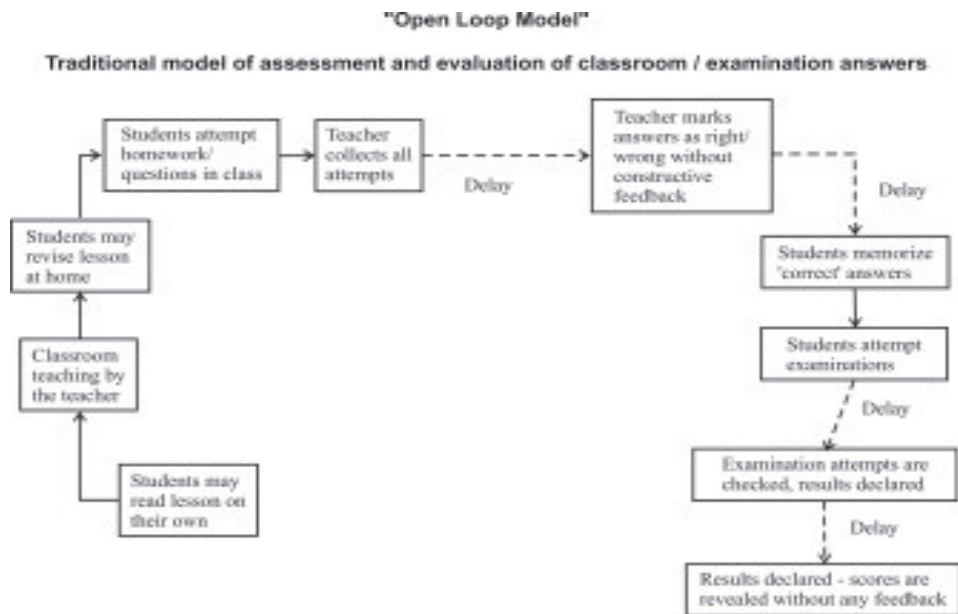 "Open Loop Model"
Traditional model of assessment and evaluation of classroom / examination answers
Students attempt
homework/
questions in class
Teacher
collects all
attempts
Delay
Teacher marks
answers as right/
wrong without
constructive
feedback
Delay
Students may
revise lesson
at home
Students memorize
'correct' answers
Classroom
teaching by
the teacher
Students attempt
examinations
Delay
Students may
read lesson on
their own
Examination attempts are
checked, results declared
Delay
Results declared - scores are
revealed without any feedback